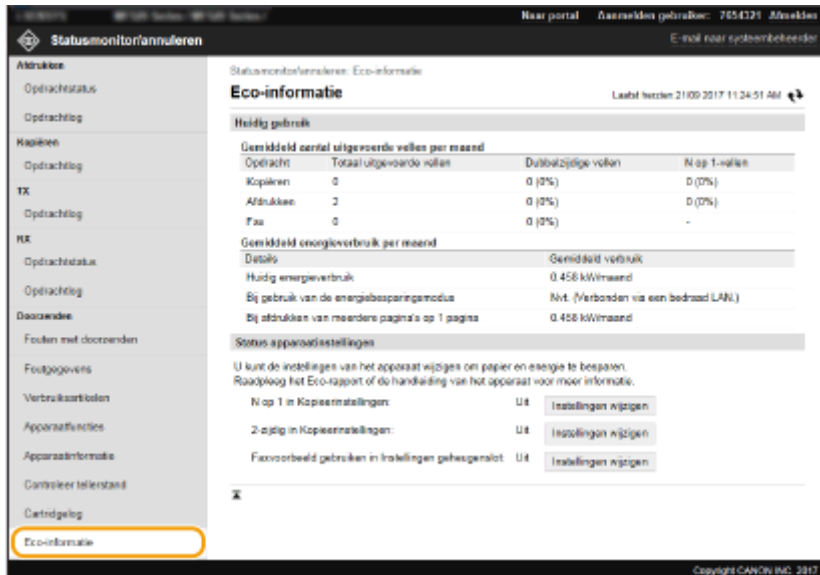 Naar portal Aanmelden gebruiker: 7654321 Afmelden
Statusmonitor/annuleren
E-mail naar systeembeheerder
Afdrukken
Opdrachtstatus
Opdrachtlog
Kopiëren
Opdrachtlog
TX
Opdrachtlog
RX
Opdrachtstatus
Opdrachtlog
Doorzenden
Fouten met doorzenden
Foutgegevens
Verbruiksartikelen
Apparaatfuncties
Apparaatinformatie
Controleer tellerstand
Cartridgelog
Eco-informatie
Statusmonitor/annuleren: Eco-informatie
Eco-informatie
Laatst herzien: 21/09 2017 11:24:51 AM
Huidig gebruik
Gemiddeld aantal uitgevoerde vellen per maand
Opdracht Totaal uitgevoerde vellen Dubbelzijdige vellen N op 1-vellen
Kopiëren 0 0 (0%) 0 (0%)
Afdrukken 2 0 (0%) 0 (0%)
Fax 0 0 (0%) -
Gemiddeld energieverbruik per maand
Details Gemiddeld verbruik
Huidig energieverbruik 0.458 kW/maand
Bij gebruik van de energiebesparingsmodus Nvt. (Verbonden via een bedraad LAN.)
Bij afdrukken van meerdere pagina's op 1 pagina 0.458 kW/maand
Status apparaatinstellingen
U kunt de instellingen van het apparaat wijzigen om papier en energie te besparen.
Raadpleeg het Eco-rapport of de handleiding van het apparaat voor meer informatie.
N op 1 in Kopieerinstellingen: Uit Instellingen wijzigen
2-zijdig in Kopieerinstellingen: Uit Instellingen wijzigen
Faxvoorbeeld gebruiken in Instellingen geheugenslot: Uit Instellingen wijzigen
Copyright CANON INC. 2017